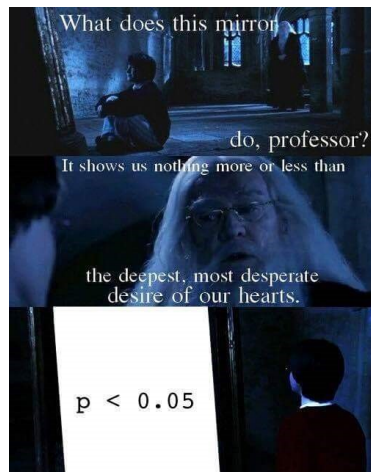 What does this mirror
do, professor?
It shows us nothing more or less than
the deepest, most desperate
desire of our hearts.
p < 0.05